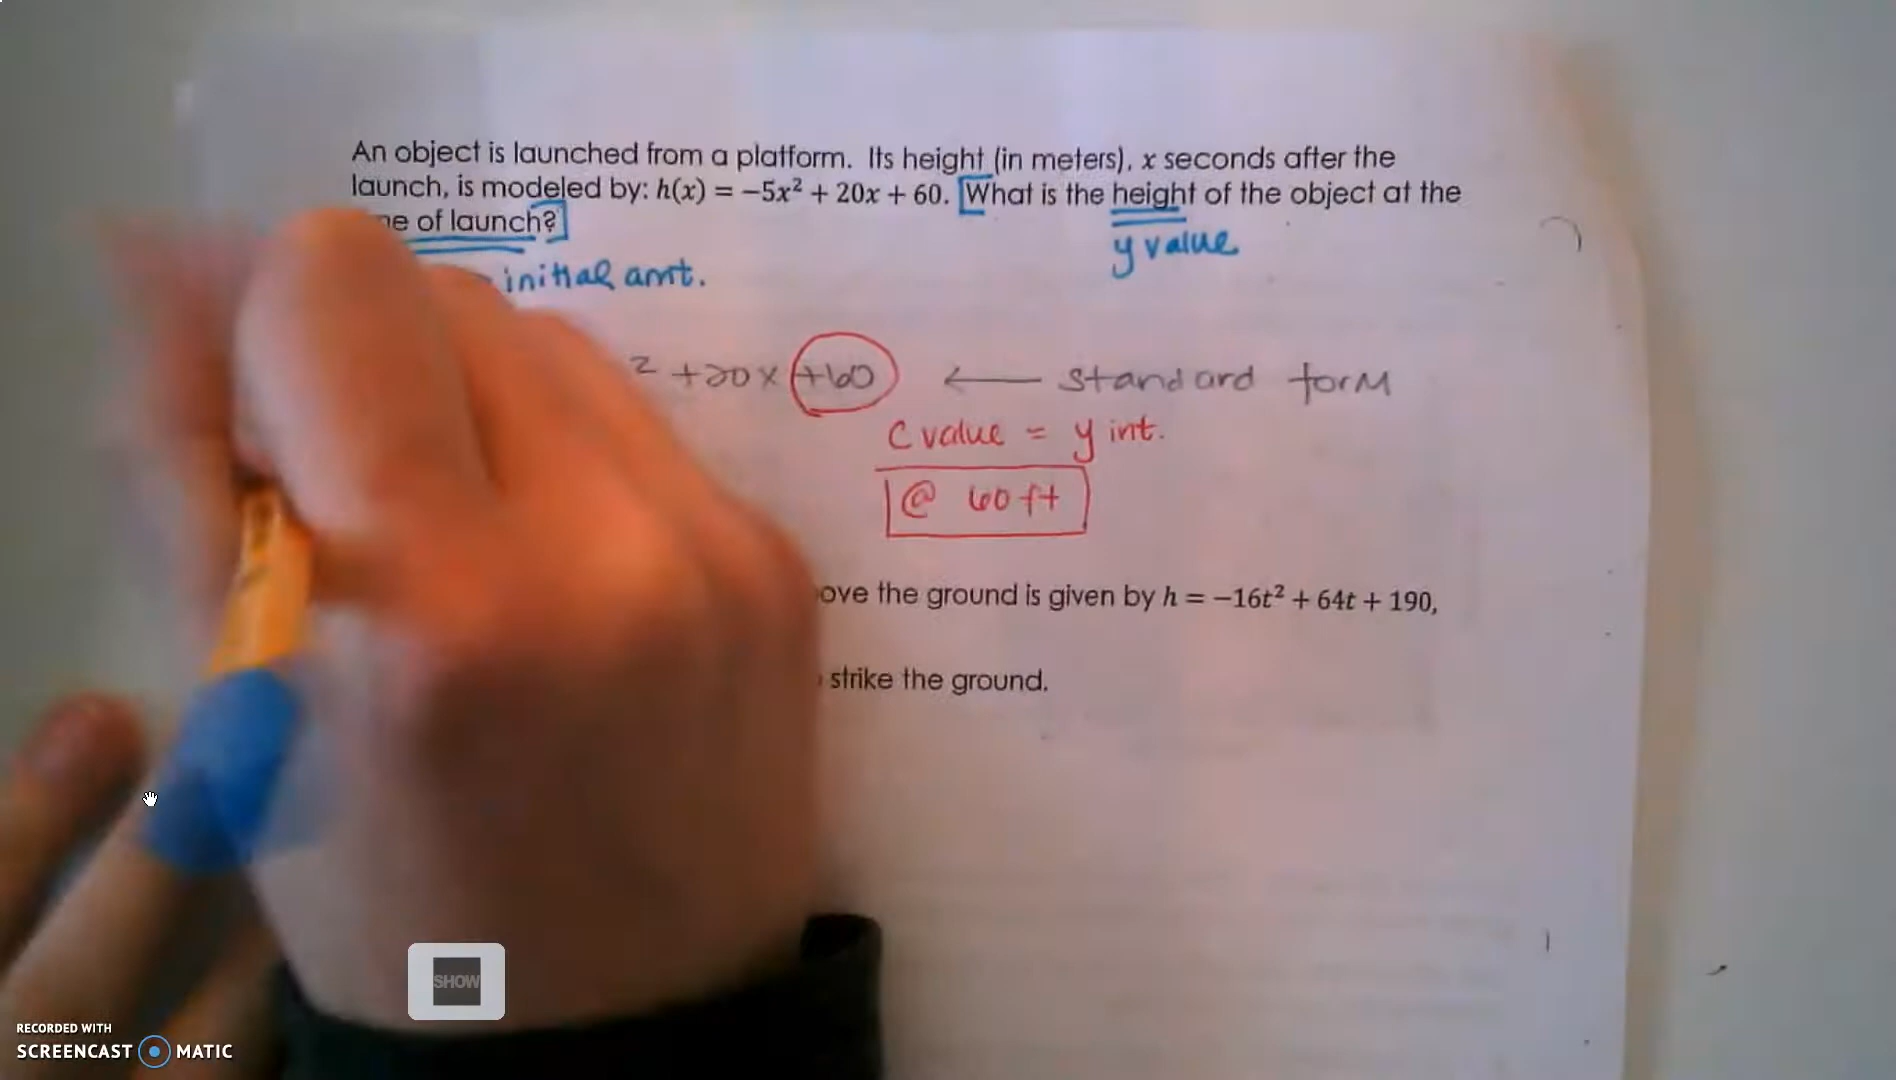 An object is launched from a platform. Its height (in meters), x seconds after the
launch, is modeled by: h(x) = −5x² + 20x + 60. What is the height of the object at the
of launch?
y value
initial amt.
² +20x +60 ← standard form
C value = y int.
@ 60 ft
the ground is given by h = −16t² + 64t + 190,
strike the ground.
SHOW
RECORDED WITH
SCREENCAST MATIC